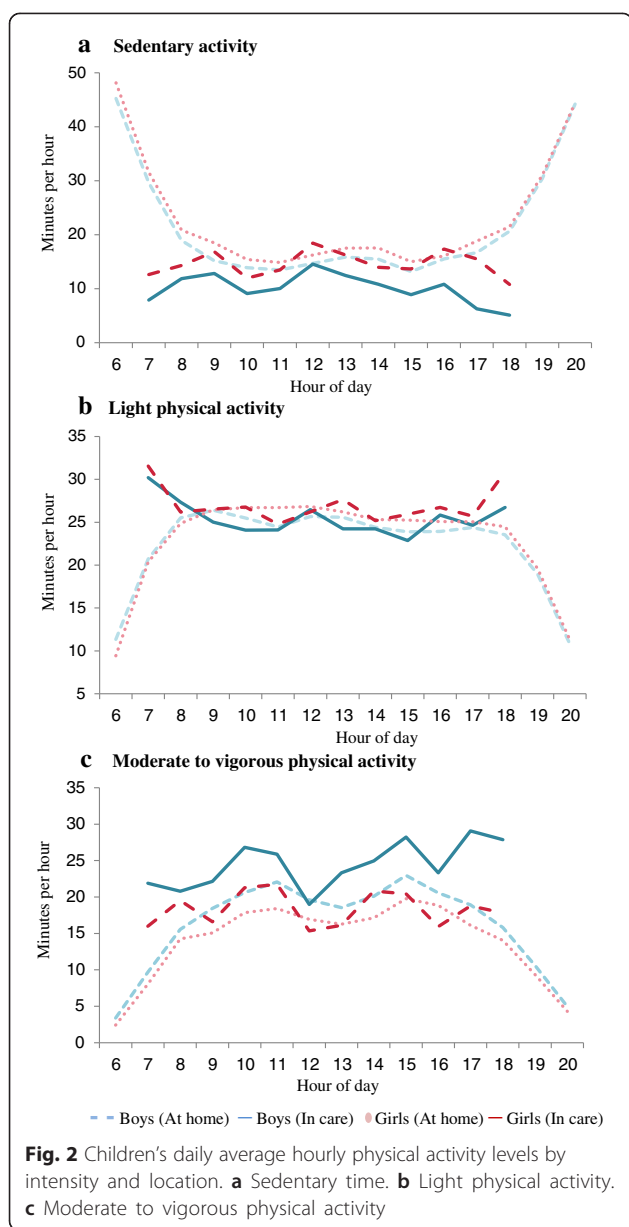 a Sedentary activity
50
40
30
20
10
0
Minutes per hour
6 7 8 9 10 11 12 13 14 15 16 17 18 19 20
Hour of day
b Light physical activity
35
30
25
20
15
10
5
Minutes per hour
6 7 8 9 10 11 12 13 14 15 16 17 18 19 20
Hour of day
c Moderate to vigorous physical activity
35
30
25
20
15
10
5
0
Minutes per hour
6 7 8 9 10 11 12 13 14 15 16 17 18 19 20
Hour of day
Boys (At home) Boys (In care) Girls (At home) Girls (In care)
Fig. 2 Children's daily average hourly physical activity levels by
intensity and location. a Sedentary time. b Light physical activity.
c Moderate to vigorous physical activity